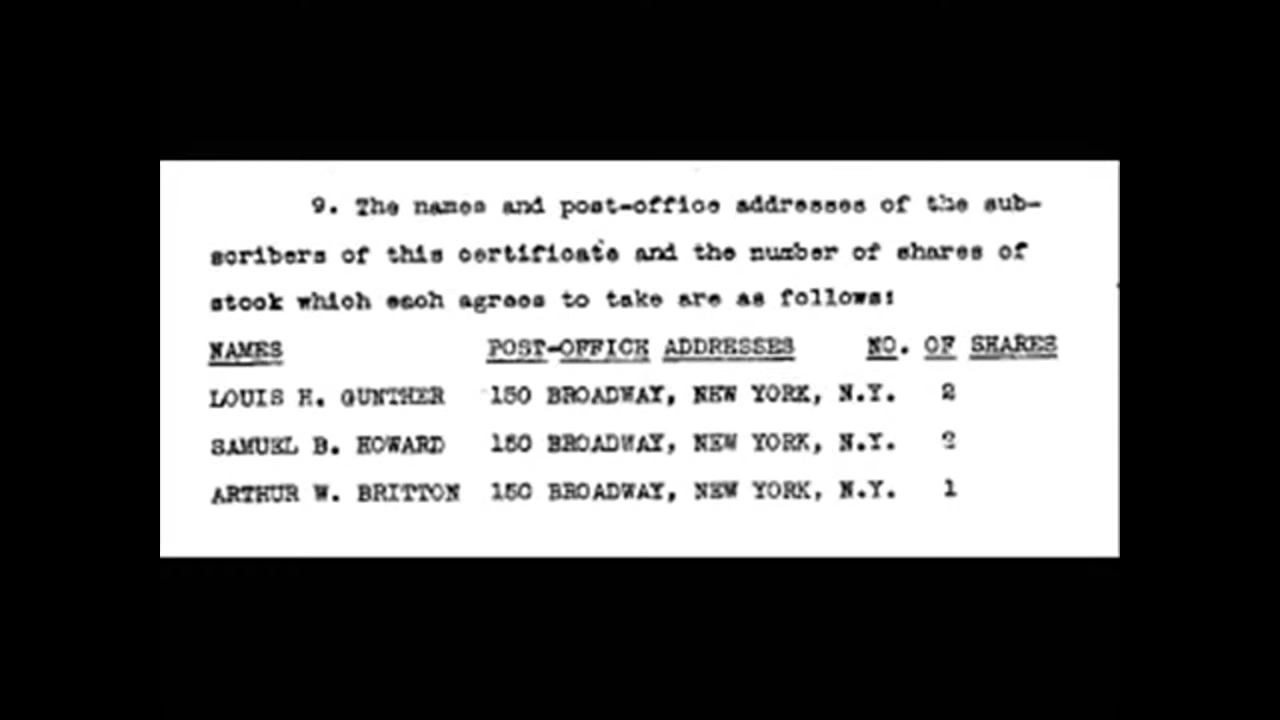 9. The names and post-office addresses of the sub-
scribers of this certificate and the number of shares of
stock which each agrees to take are as follows:
NAMES POST-OFFICE ADDRESSES NO. OF SHARES
LOUIS H. GUNTHER 150 BROADWAY, NEW YORK, N.Y. 2
SAMUEL B. HOWARD 150 BROADWAY, NEW YORK, N.Y. 2
ARTHUR W. BRITTON 150 BROADWAY, NEW YORK, N.Y. 1